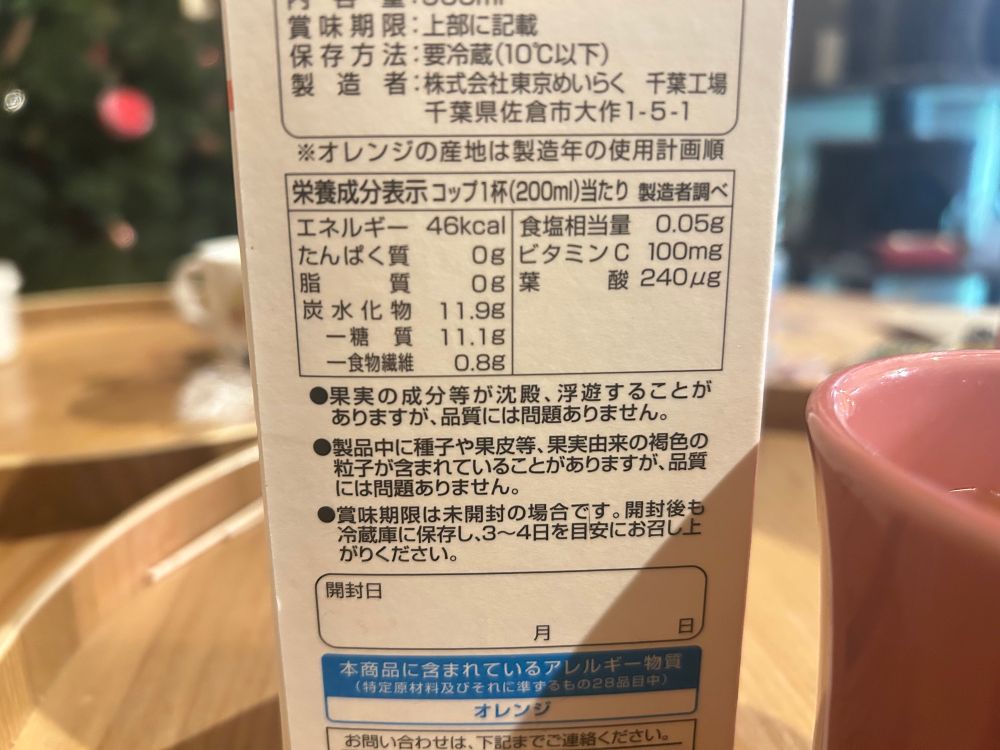 賞味期限:上部に記載
保存方法:要冷蔵(10℃以下)
製造者:株式会社東京めいらく 千葉工場
千葉県佐倉市大作1-5-1
※オレンジの産地は製造年の使用計画順
栄養成分表示 コップ1杯(200ml)当たり 製造者調べ
エネルギー 46kcal 食塩相当量 0.05g
たんぱく質 0g ビタミンC 100mg
脂質 0g 葉酸 240μg
炭水化物 11.9g
ー糖質 11.1g
ー食物繊維 0.8g
●果実の成分等が沈殿、浮遊することが
ありますが、品質には問題ありません。
●製品中に種子や果皮等、果実由来の褐色の
粒子が含まれていることがありますが、品質
には問題ありません。
●賞味期限は未開封の場合です。開封後も
冷蔵庫に保存し、3〜4日を目安にお召し上
がりください。
開封日
月 日
本商品に含まれているアレルギー物質
(特定原材料及びそれに準ずるもの28品目中)
オレンジ
お問い合わせは、下記までご連絡ください。